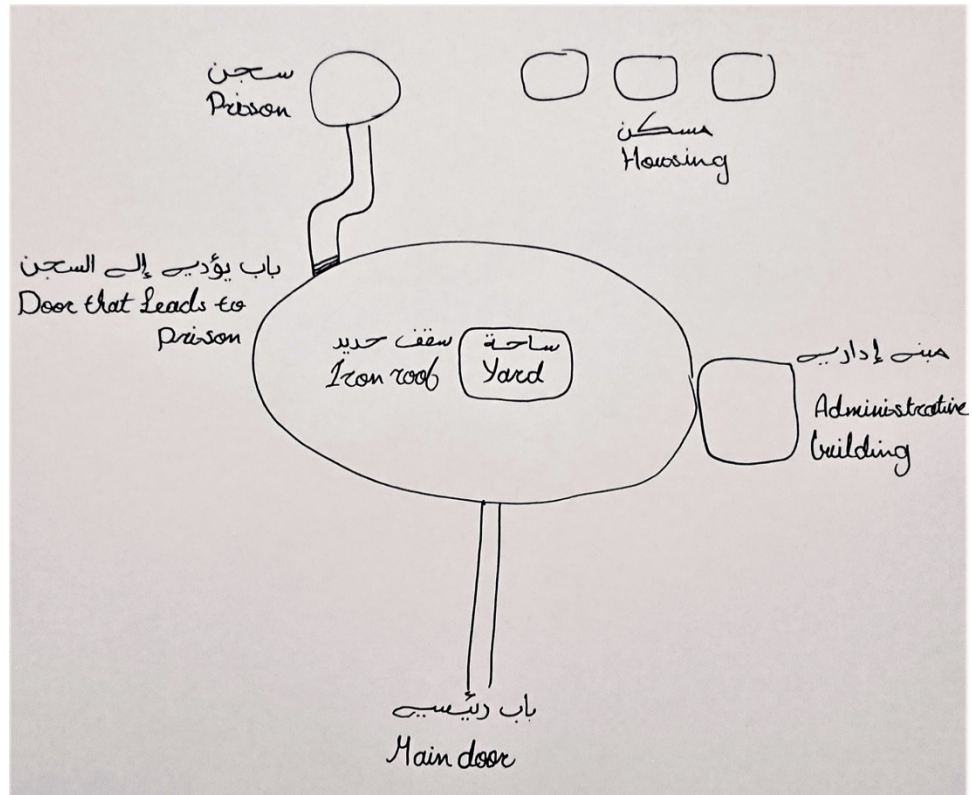 سجن
Prison
مسكن
Housing
باب يؤدي إلى السجن
Door that Leads to
prison
سقف حديد
Iron roof
ساحة
Yard
مبنى إداري
Administrative
building
باب رئيسي
Main door